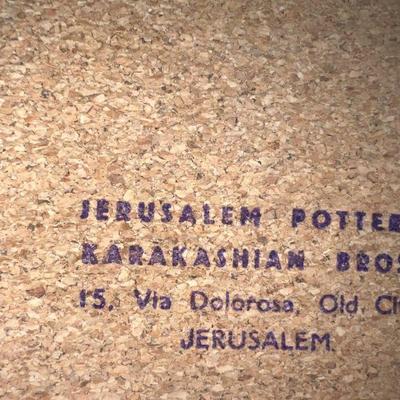 JERUSALEM POTTER
KARAKASHIAN BROS
15, Via Dolorosa, Old, Ci
JERUSALEM.